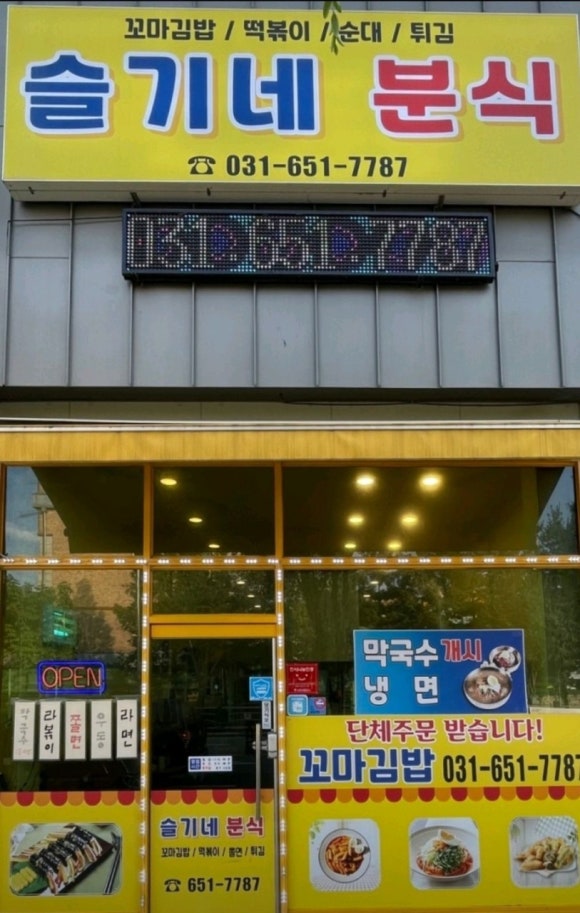 꼬마김밥 / 떡볶이 / 순대 / 튀김
슬기네 분식
☎ 031-651-7787
031 651 7787
막국수 개시
냉 면
OPEN
라볶이
쫄면
우동
라면
단체주문 받습니다!
꼬마김밥 031-651-7787
슬기네 분식
꼬마김밥 / 떡볶이 / 쫄면 / 튀김
☎ 651-7787